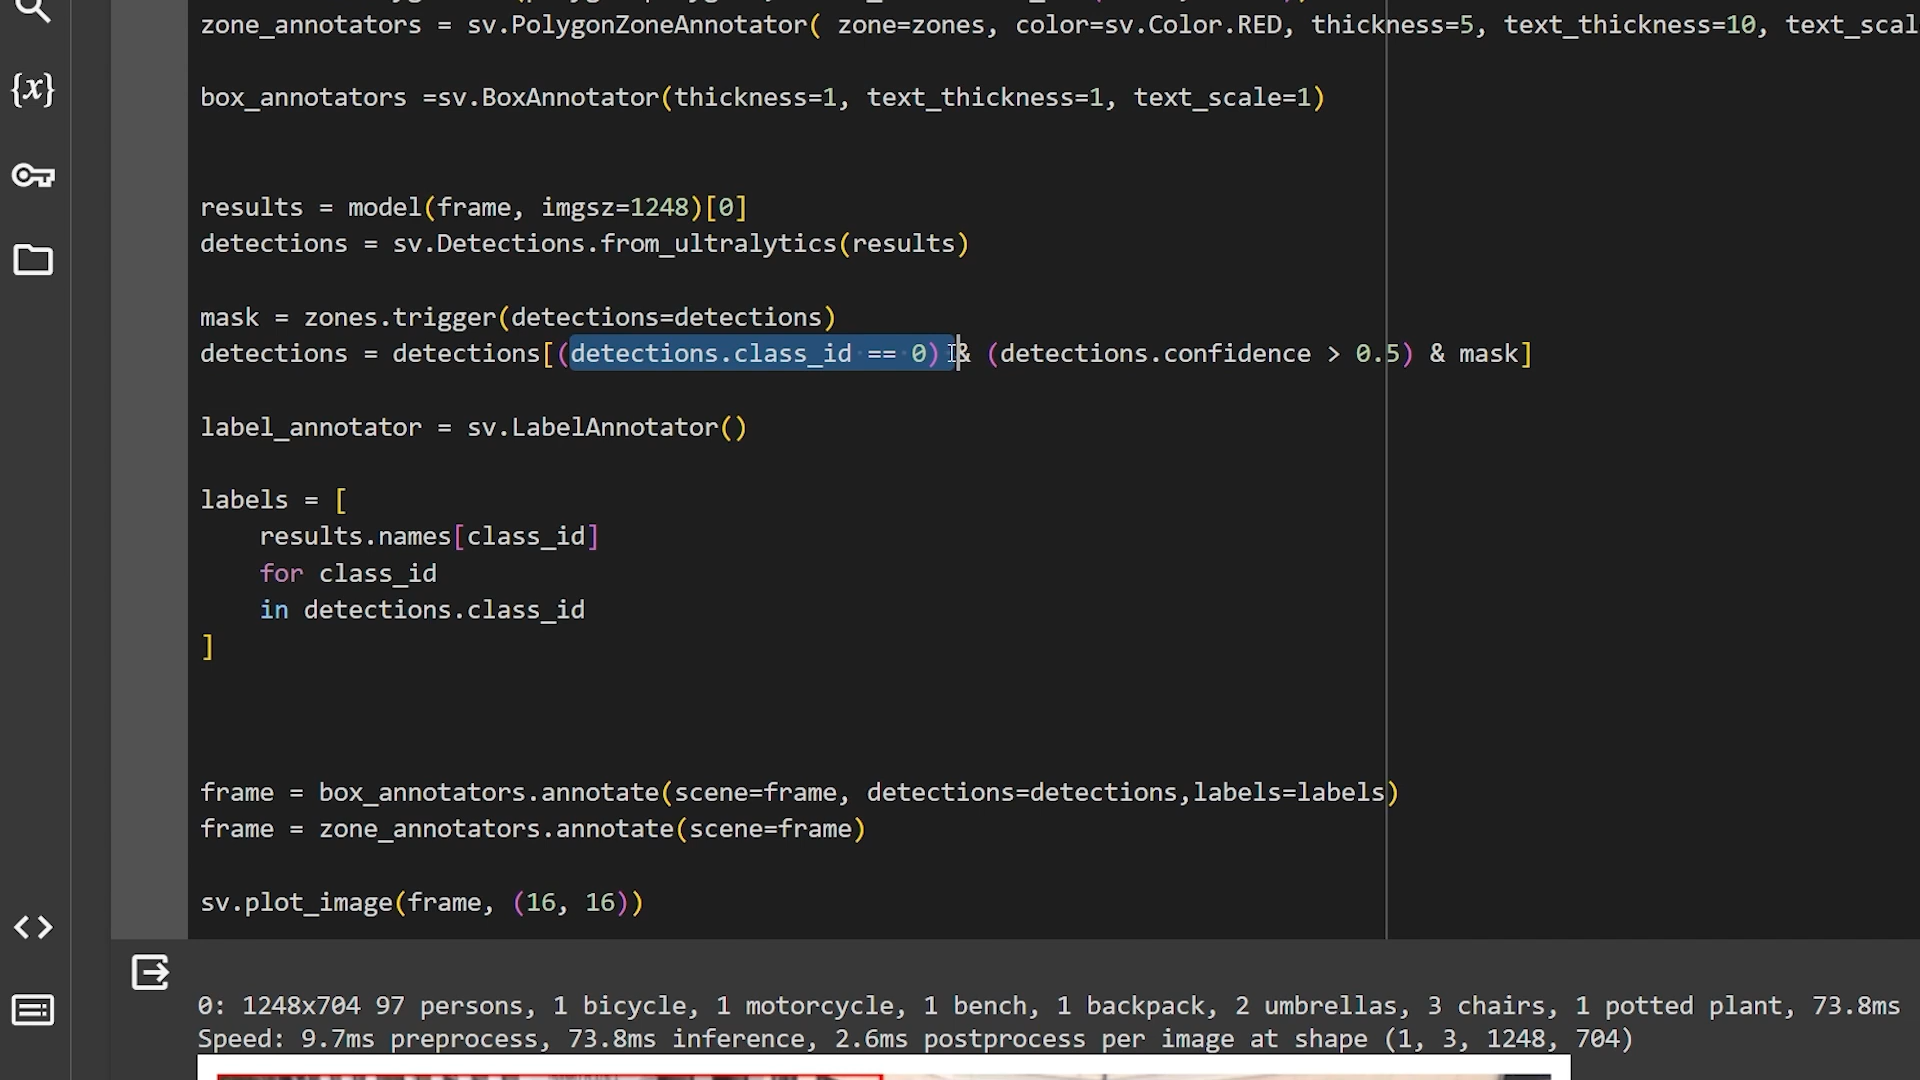 zone_annotators = sv.PolygonZoneAnnotator( zone=zones, color=sv.Color.RED, thickness=5, text_thickness=10, text_scal
{x}
box_annotators =sv.BoxAnnotator(thickness=1, text_thickness=1, text_scale=1)
results = model(frame, imgsz=1248)[0]
detections = sv.Detections.from_ultralytics(results)
mask = zones.trigger(detections=detections)
detections = detections[(detections.class_id == 0) & (detections.confidence > 0.5) & mask]
label_annotator = sv.LabelAnnotator()
labels = [
results.names[class_id]
for class_id
in detections.class_id
]
frame = box_annotators.annotate(scene=frame, detections=detections,labels=labels)
frame = zone_annotators.annotate(scene=frame)
sv.plot_image(frame, (16, 16))
0: 1248x704 97 persons, 1 bicycle, 1 motorcycle, 1 bench, 1 backpack, 2 umbrellas, 3 chairs, 1 potted plant, 73.8ms
Speed: 9.7ms preprocess, 73.8ms inference, 2.6ms postprocess per image at shape (1, 3, 1248, 704)